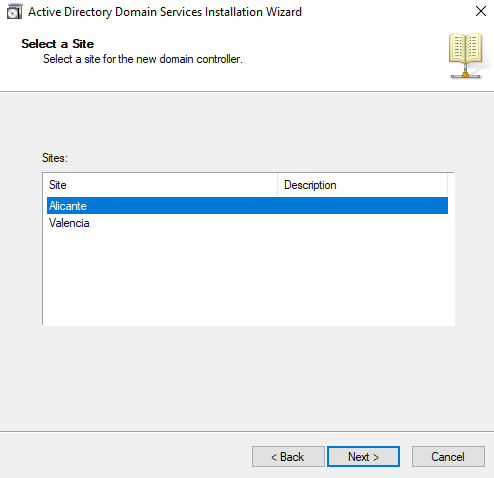 Active Directory Domain Services Installation Wizard
Select a Site
Select a site for the new domain controller.
Sites:
Site Description
Alicante
Valencia
< Back Next > Cancel